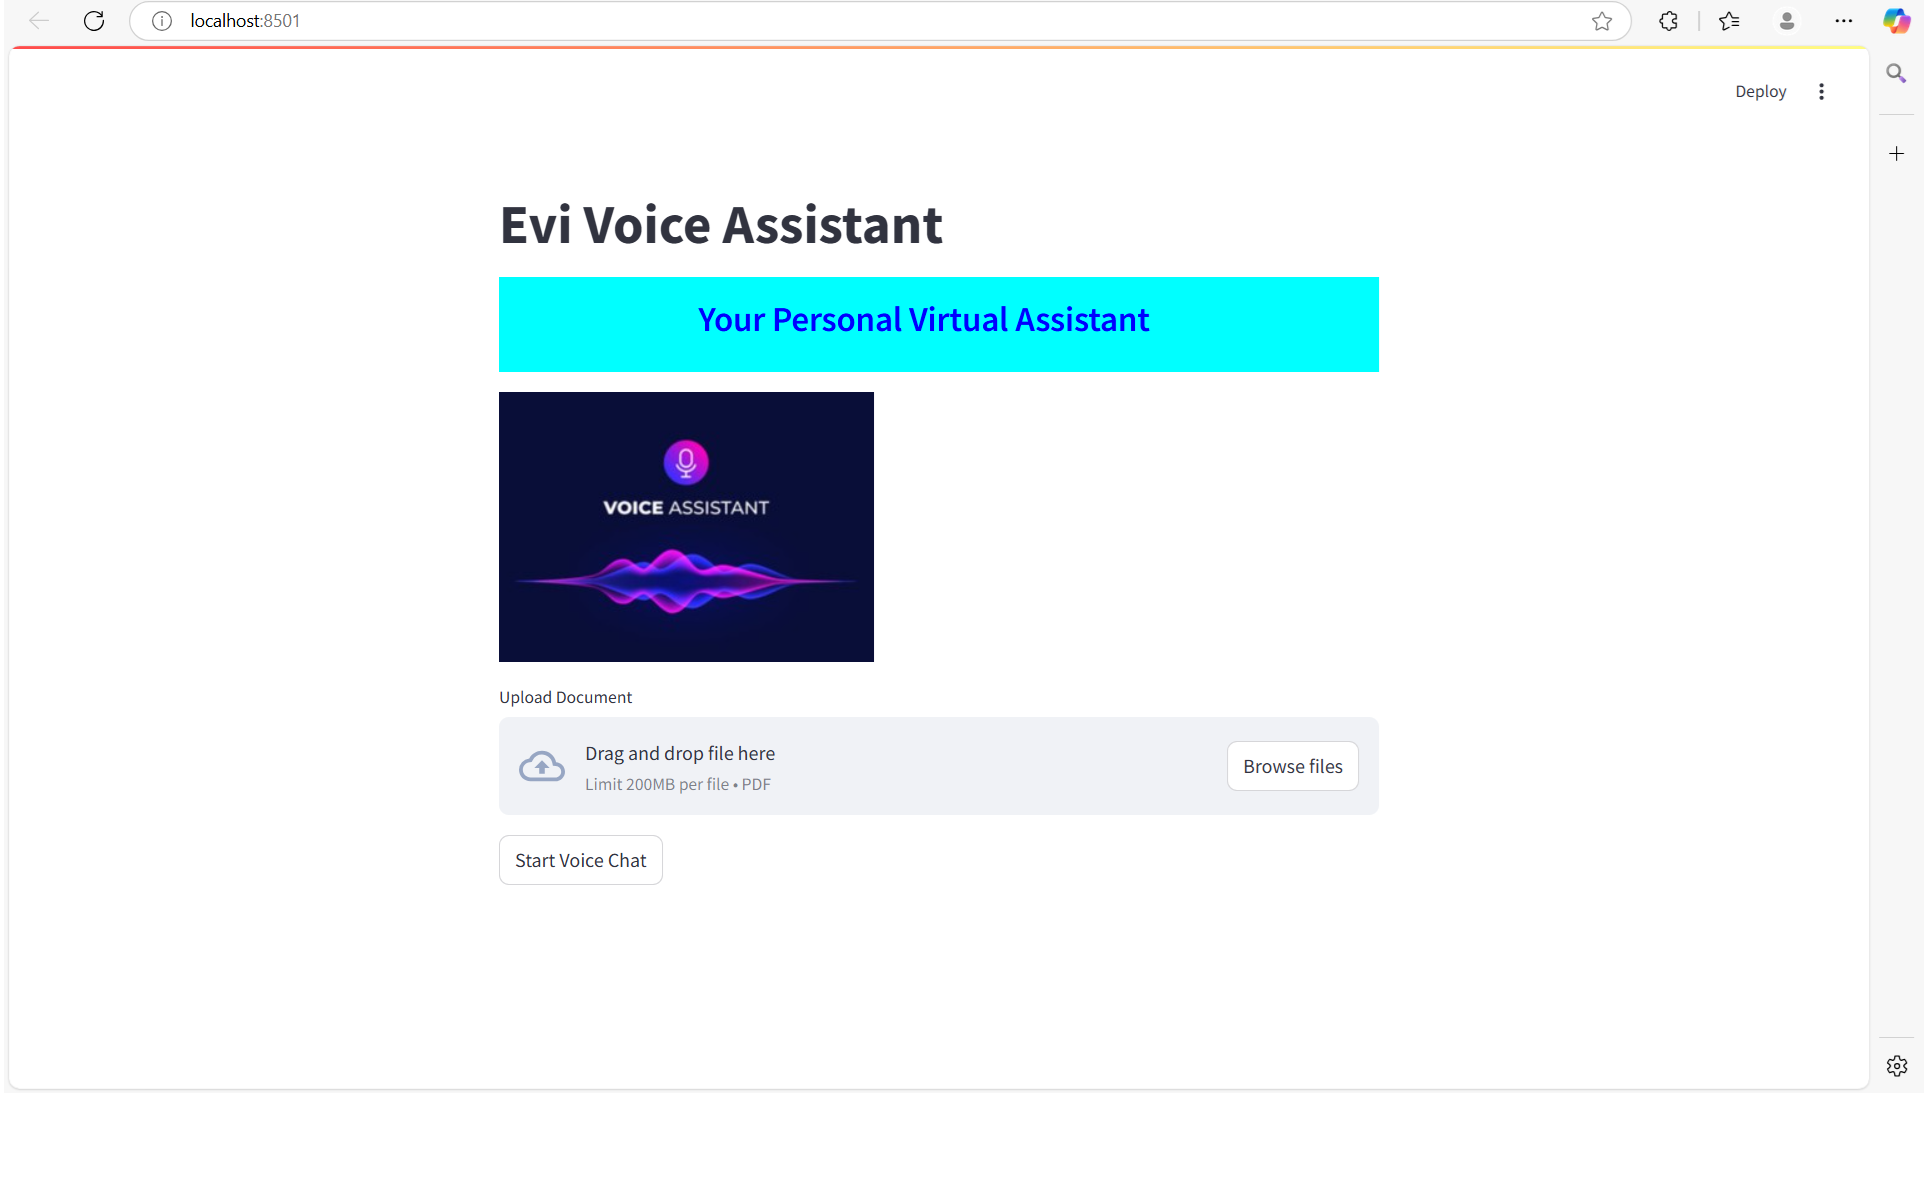 localhost:8501
Deploy
Evi Voice Assistant
Your Personal Virtual Assistant
VOICE ASSISTANT
Upload Document
Drag and drop file here
Limit 200MB per file • PDF
Browse files
Start Voice Chat